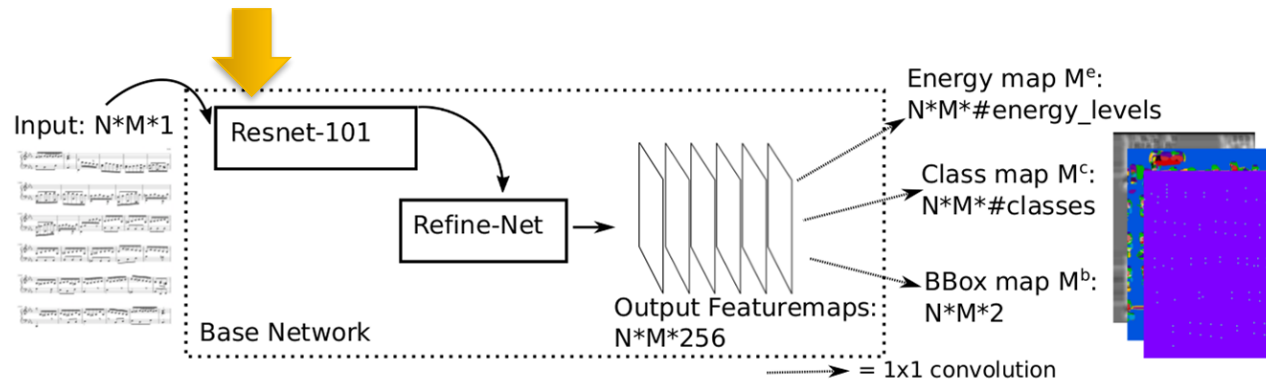 Input: N*M*1
Resnet-101
Refine-Net
Base Network
Output Featuremaps:
N*M*256
Energy map Mᵉ:
N*M*#energy_levels
Class map Mᶜ:
N*M*#classes
BBox map Mᵇ:
N*M*2
= 1x1 convolution